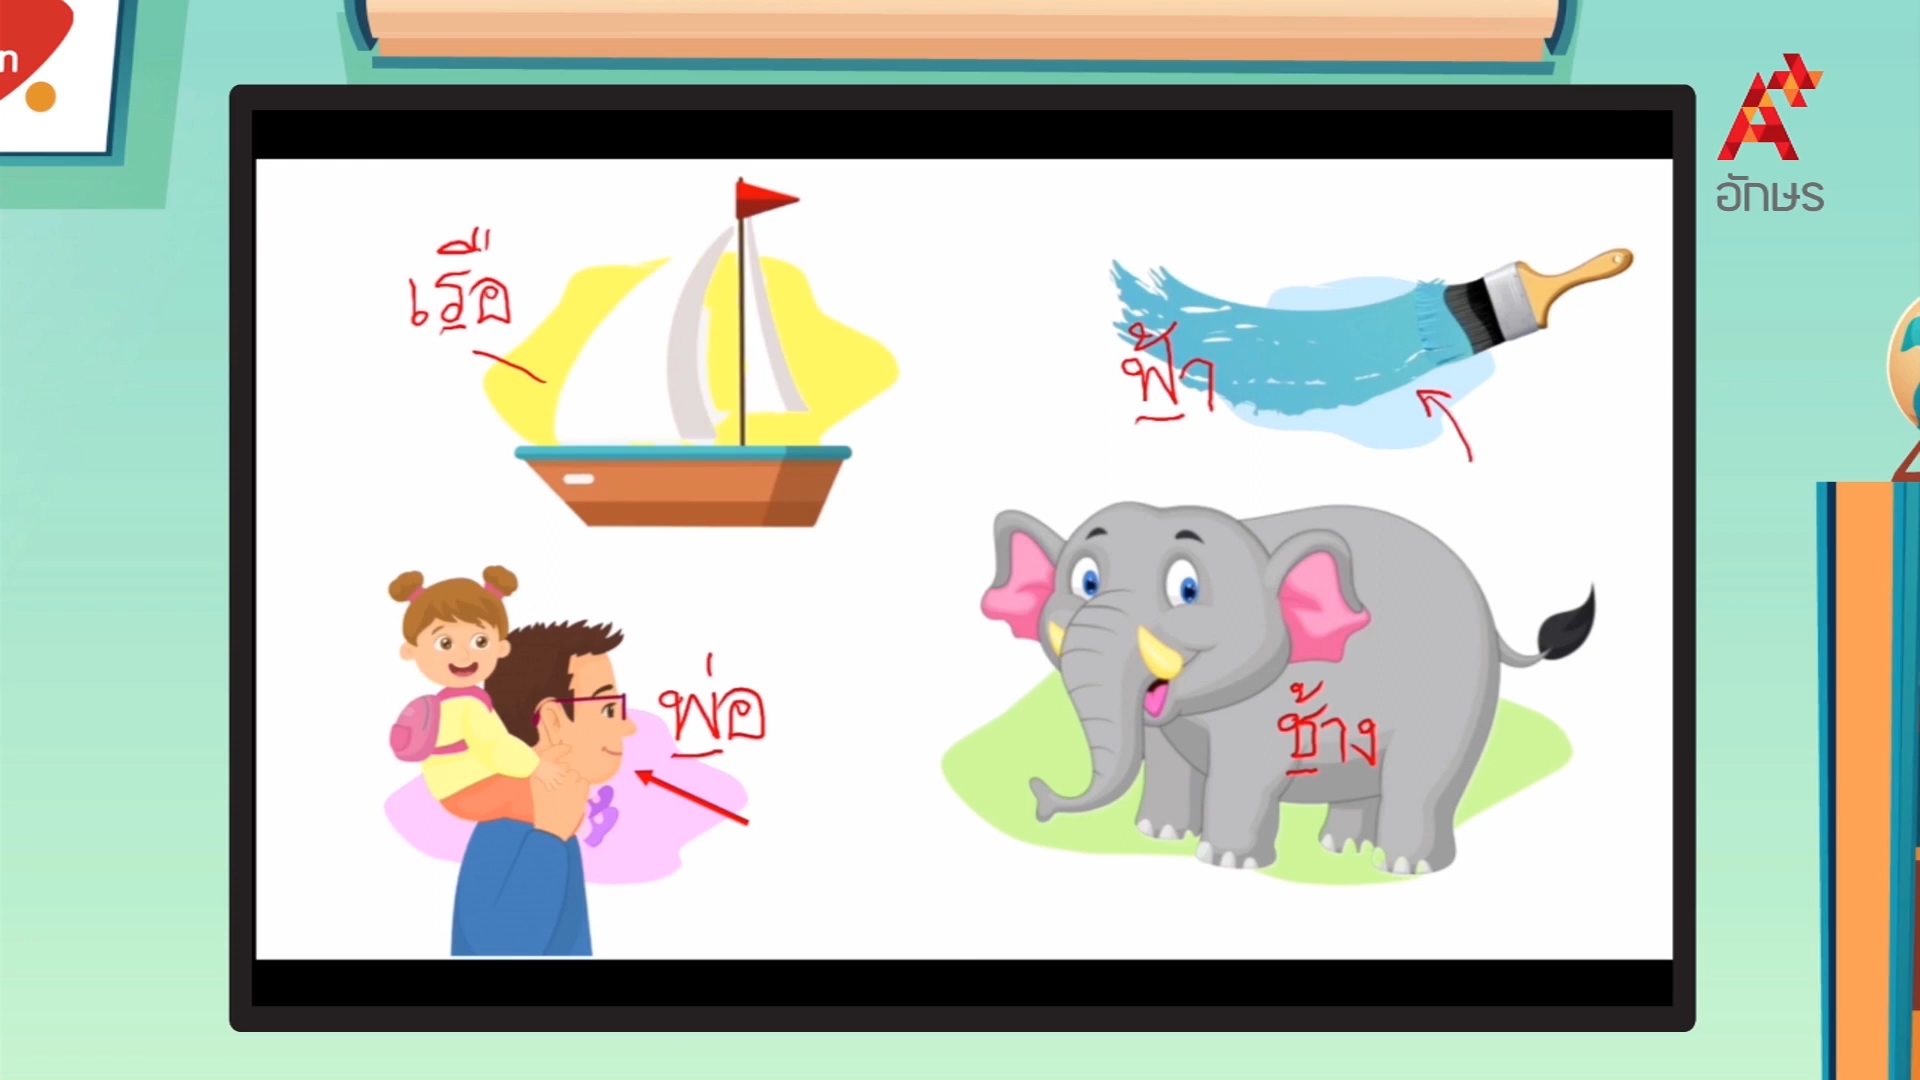 n
อักษร
เรือ
ฟ้า
พ่อ
ช้าง